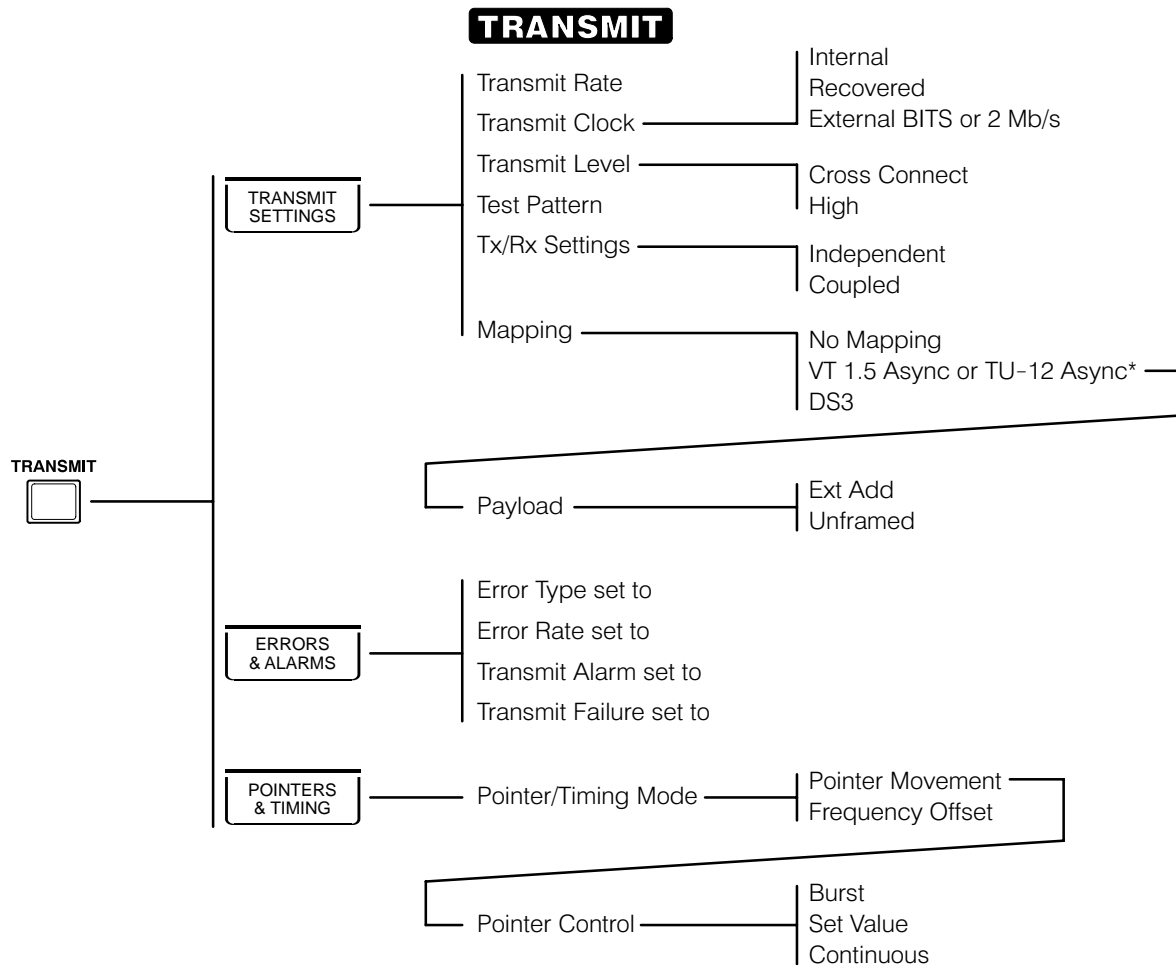 TRANSMIT
Transmit Rate
Transmit Clock
Internal
Recovered
External BITS or 2 Mb/s
Transmit Level
Cross Connect
High
TRANSMIT
SETTINGS
Test Pattern
Tx/Rx Settings
Independent
Coupled
Mapping
No Mapping
VT 1.5 Async or TU-12 Async*
DS3
TRANSMIT
Payload
Ext Add
Unframed
ERRORS
& ALARMS
Error Type set to
Error Rate set to
Transmit Alarm set to
Transmit Failure set to
POINTERS
& TIMING
Pointer/Timing Mode
Pointer Movement
Frequency Offset
Pointer Control
Burst
Set Value
Continuous